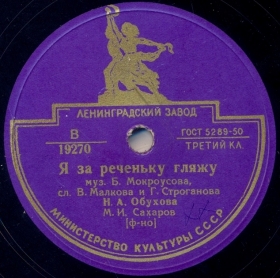 ЛЕНИНГРАДСКИЙ ЗАВОД
В
19270
ГОСТ 5289-50
ТРЕТИЙ КЛ.
Я за реченьку гляжу
муз. Б. Мокроусова,
сл. В. Малкова и Г. Строганова
Н. А. Обухова
М. И. Сахаров
[ф-но]
МИНИСТЕРСТВО КУЛЬТУРЫ СССР